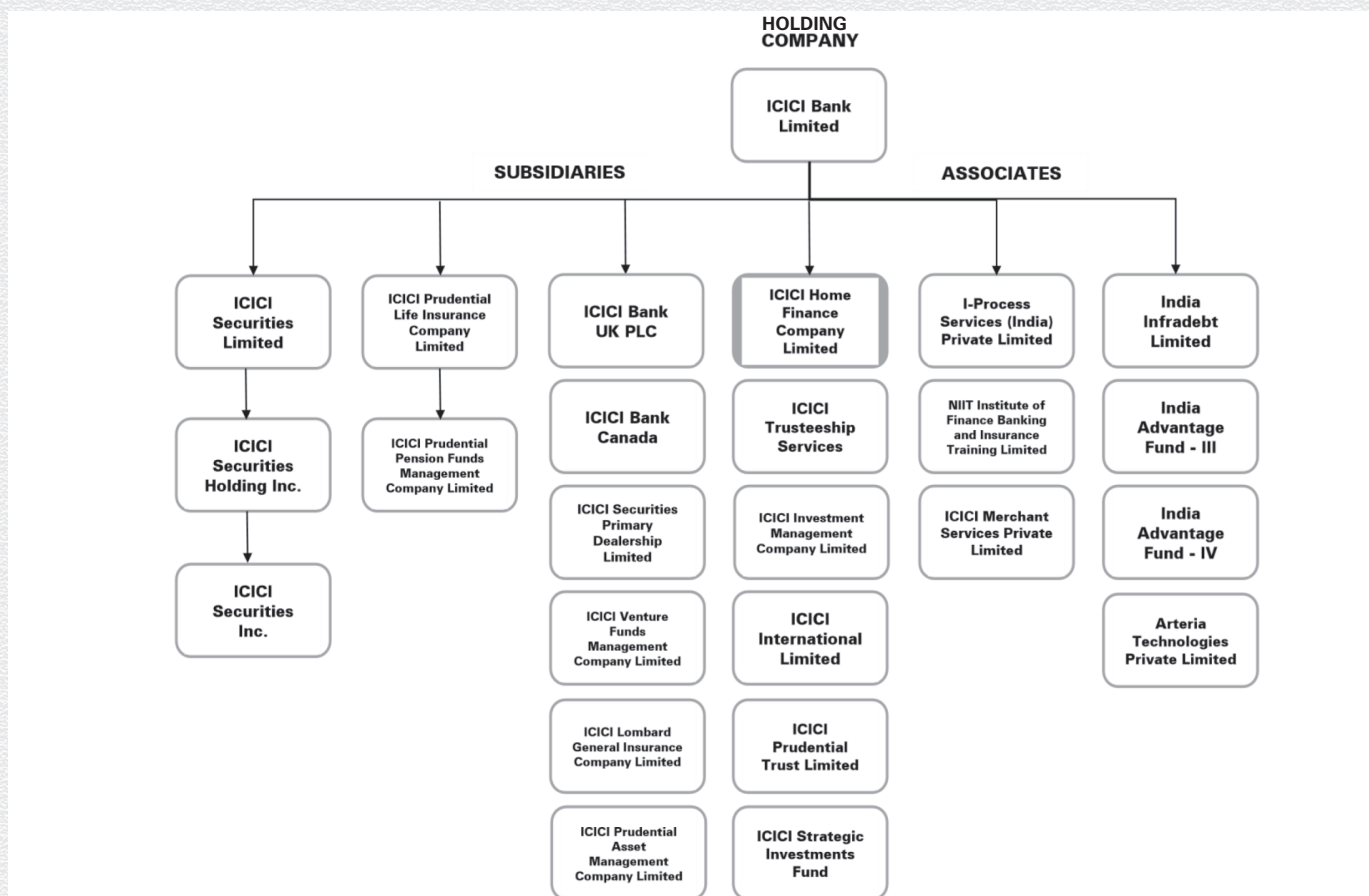 HOLDING
COMPANY
ICICI Bank
Limited
SUBSIDIARIES
ASSOCIATES
ICICI
Securities
Limited
ICICI
Securities
Holding Inc.
ICICI
Securities
Inc.
ICICI Prudential
Life Insurance
Company
Limited
ICICI Prudential
Pension Funds
Management
Company Limited
ICICI Bank
UK PLC
ICICI Bank
Canada
ICICI Securities
Primary
Dealership
Limited
ICICI Venture
Funds
Management
Company Limited
ICICI Lombard
General Insurance
Company Limited
ICICI Prudential
Asset
Management
Company Limited
ICICI Home
Finance
Company
Limited
ICICI
Trusteeship
Services
ICICI Investment
Management
Company Limited
ICICI
International
Limited
ICICI
Prudential
Trust Limited
ICICI Strategic
Investments
Fund
I-Process
Services (India)
Private Limited
NIIT Institute of
Finance Banking
and Insurance
Training Limited
ICICI Merchant
Services Private
Limited
India
Infradebt
Limited
India
Advantage
Fund - III
India
Advantage
Fund - IV
Arteria
Technologies
Private Limited